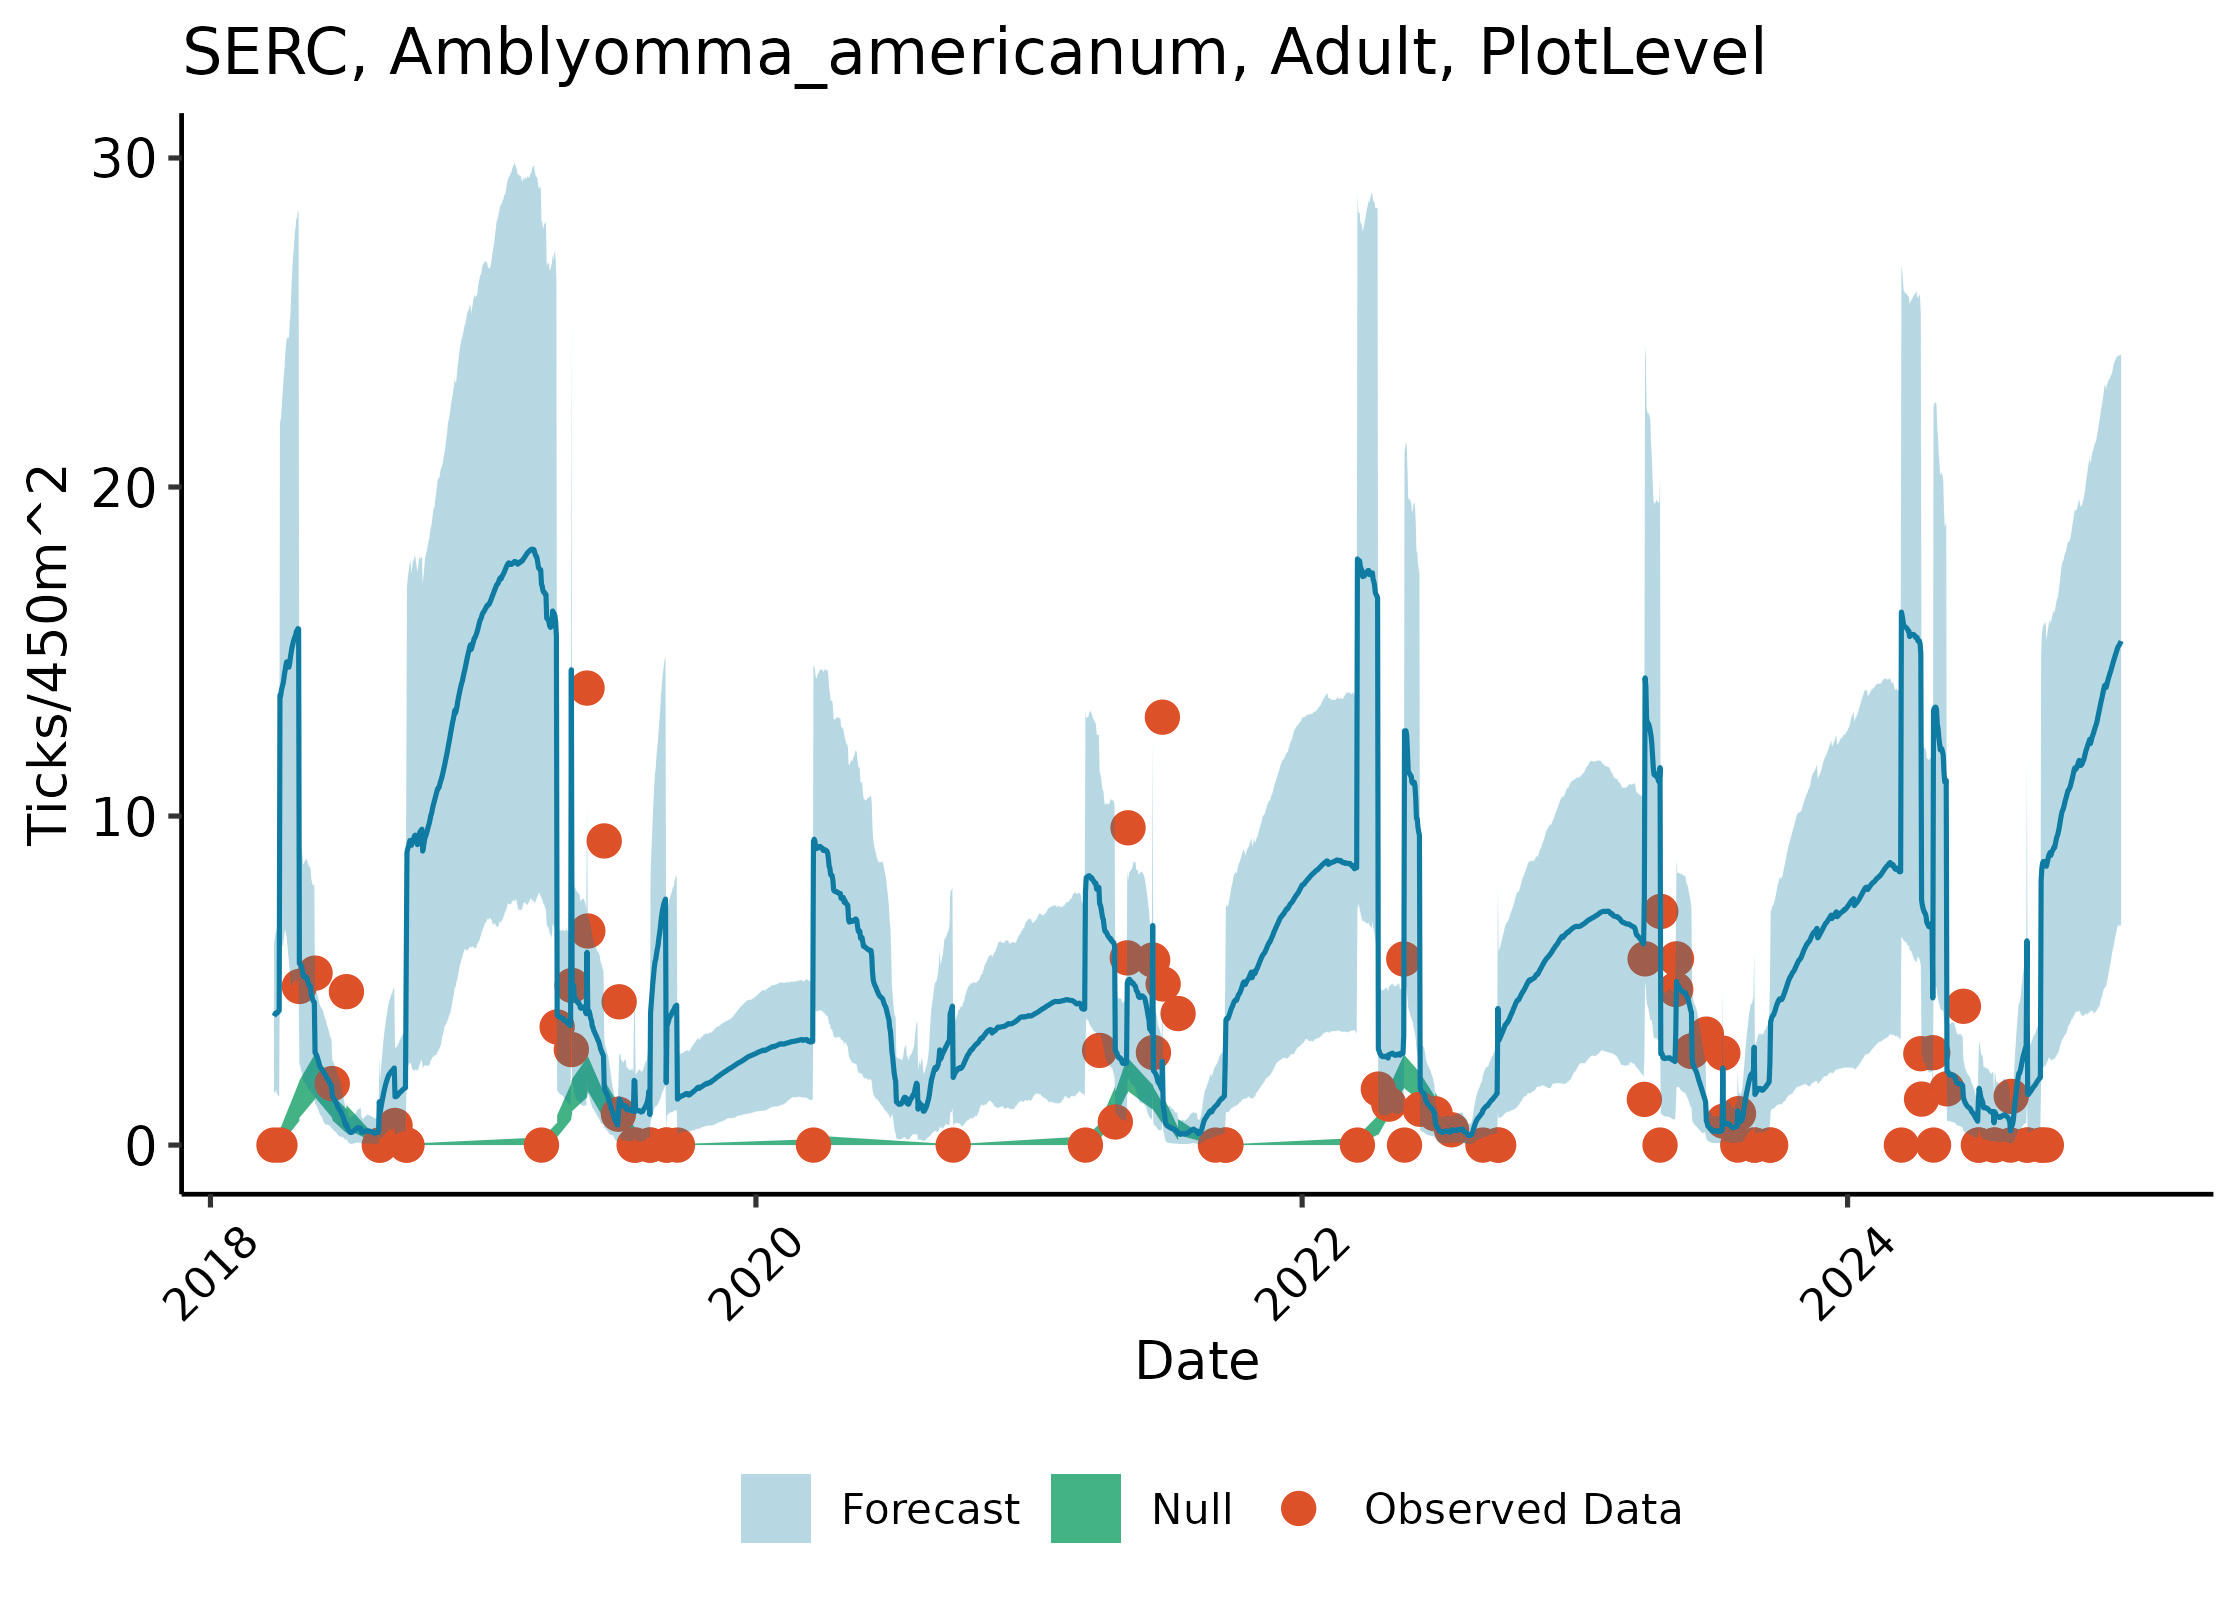 SERC, Amblyomma_americanum, Adult, PlotLevel
Ticks/450m^2
30
20
10
0
2018
2020
2022
2024
Date
Forecast
Null
Observed Data